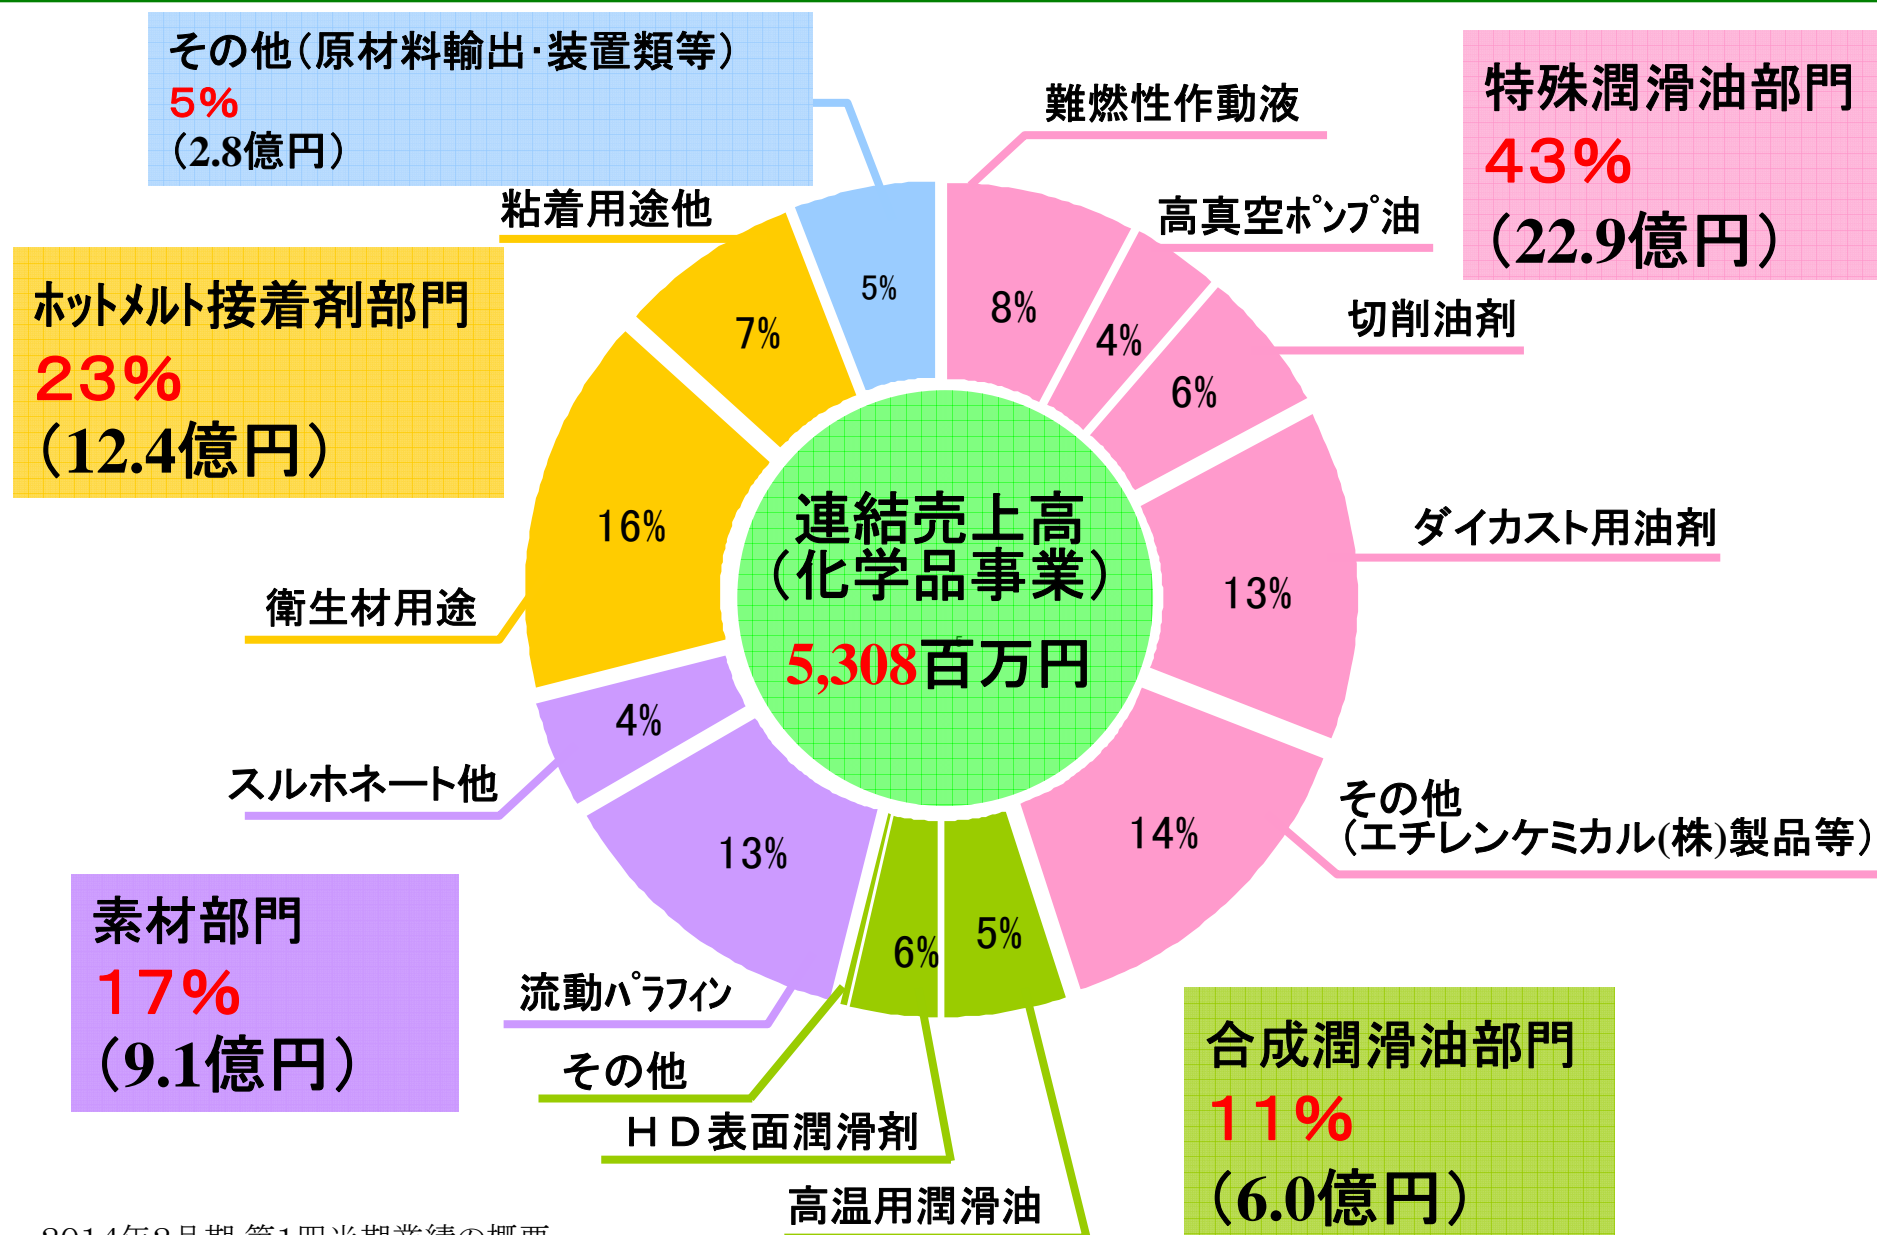 その他（原材料輸出・装置類等）
5%
（2.8億円）
難燃性作動液
特殊潤滑油部門
43%
（22.9億円）
粘着用途他
高真空ﾎﾟﾝﾌﾟ油
ﾎｯﾄﾒﾙﾄ接着剤部門
23%
（12.4億円）
切削油剤
5%
8%
4%
7%
6%
16%
13%
連結売上高
（化学品事業）
5,308百万円
ダイカスト用油剤
衛生材用途
4%
スルホネート他
13%
14%
その他
（エチレンケミカル(株)製品等）
素材部門
17%
（9.1億円）
6%
5%
流動ﾊﾟﾗﾌｨﾝ
その他
ＨＤ表面潤滑剤
高温用潤滑油
合成潤滑油部門
11%
（6.0億円）